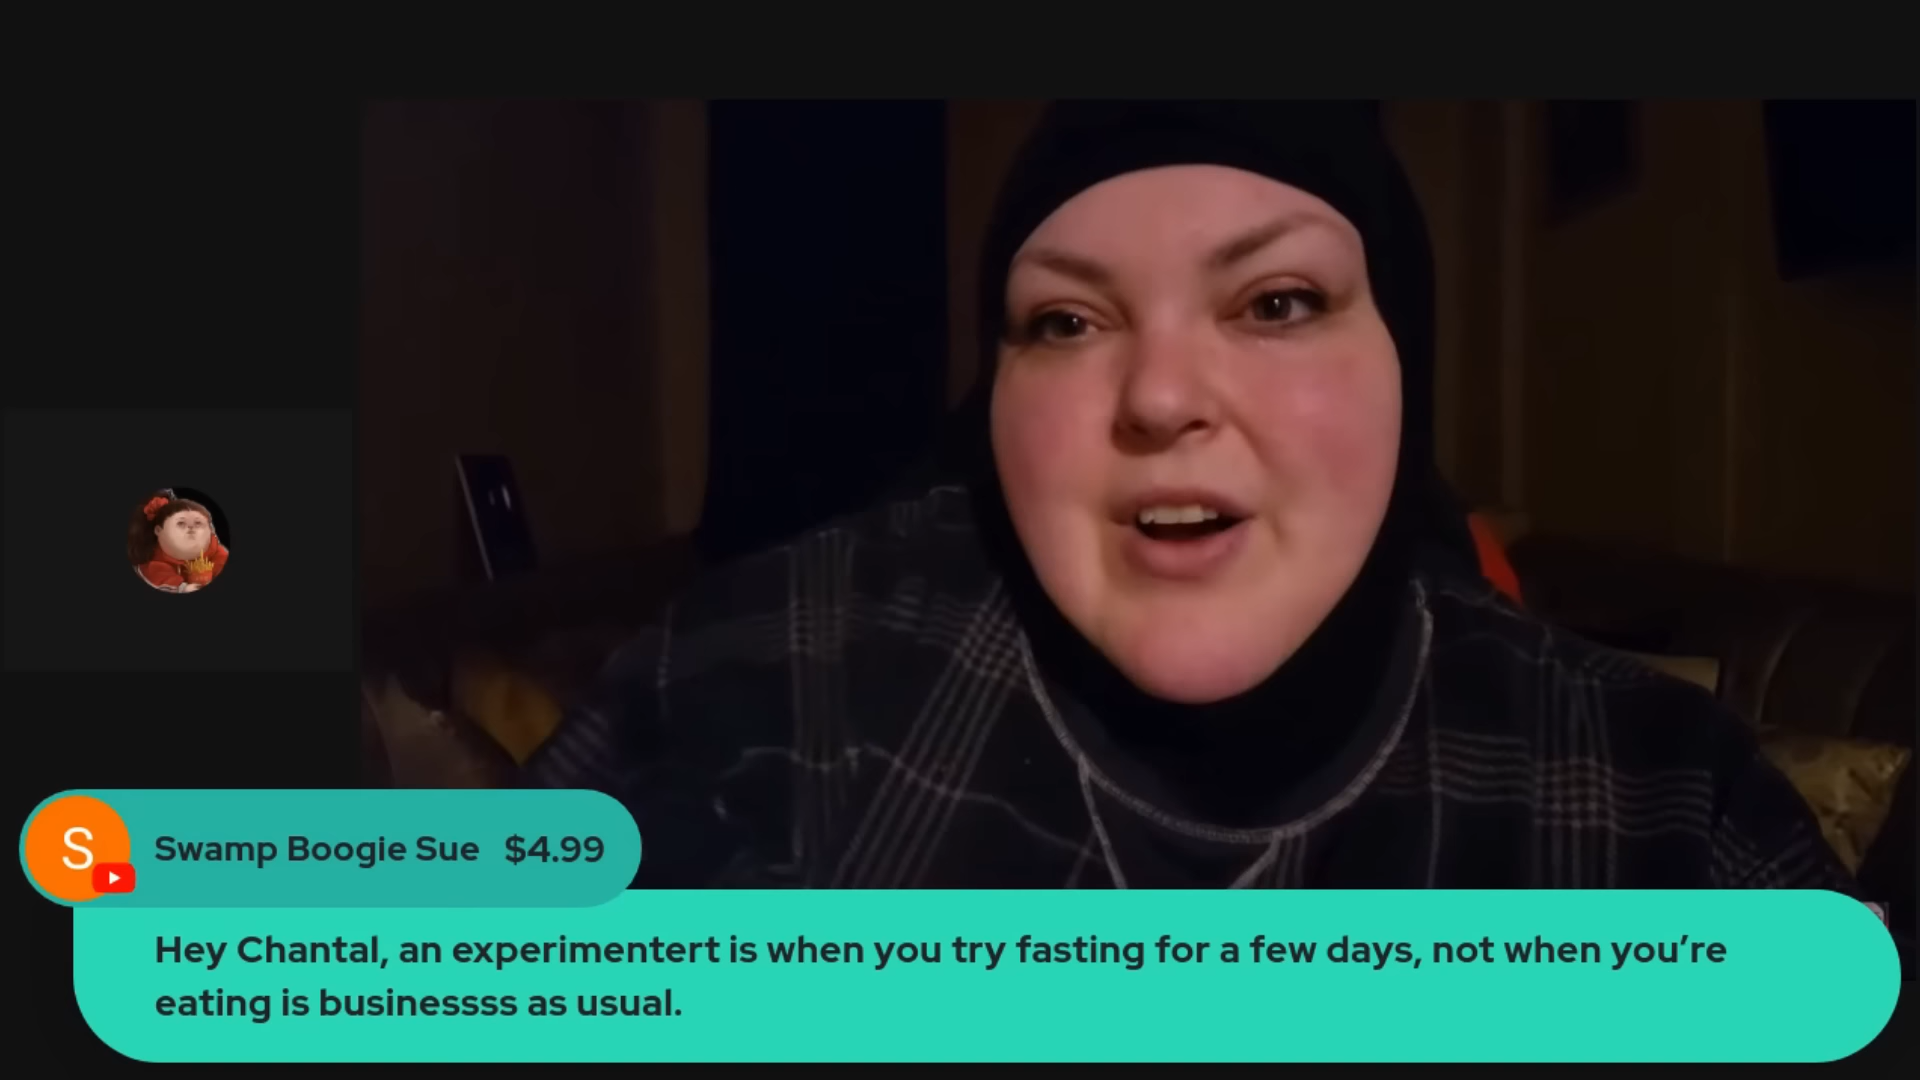 S
Swamp Boogie Sue $4.99
Hey Chantal, an experimentert is when you try fasting for a few days, not when you’re
eating is businessss as usual.